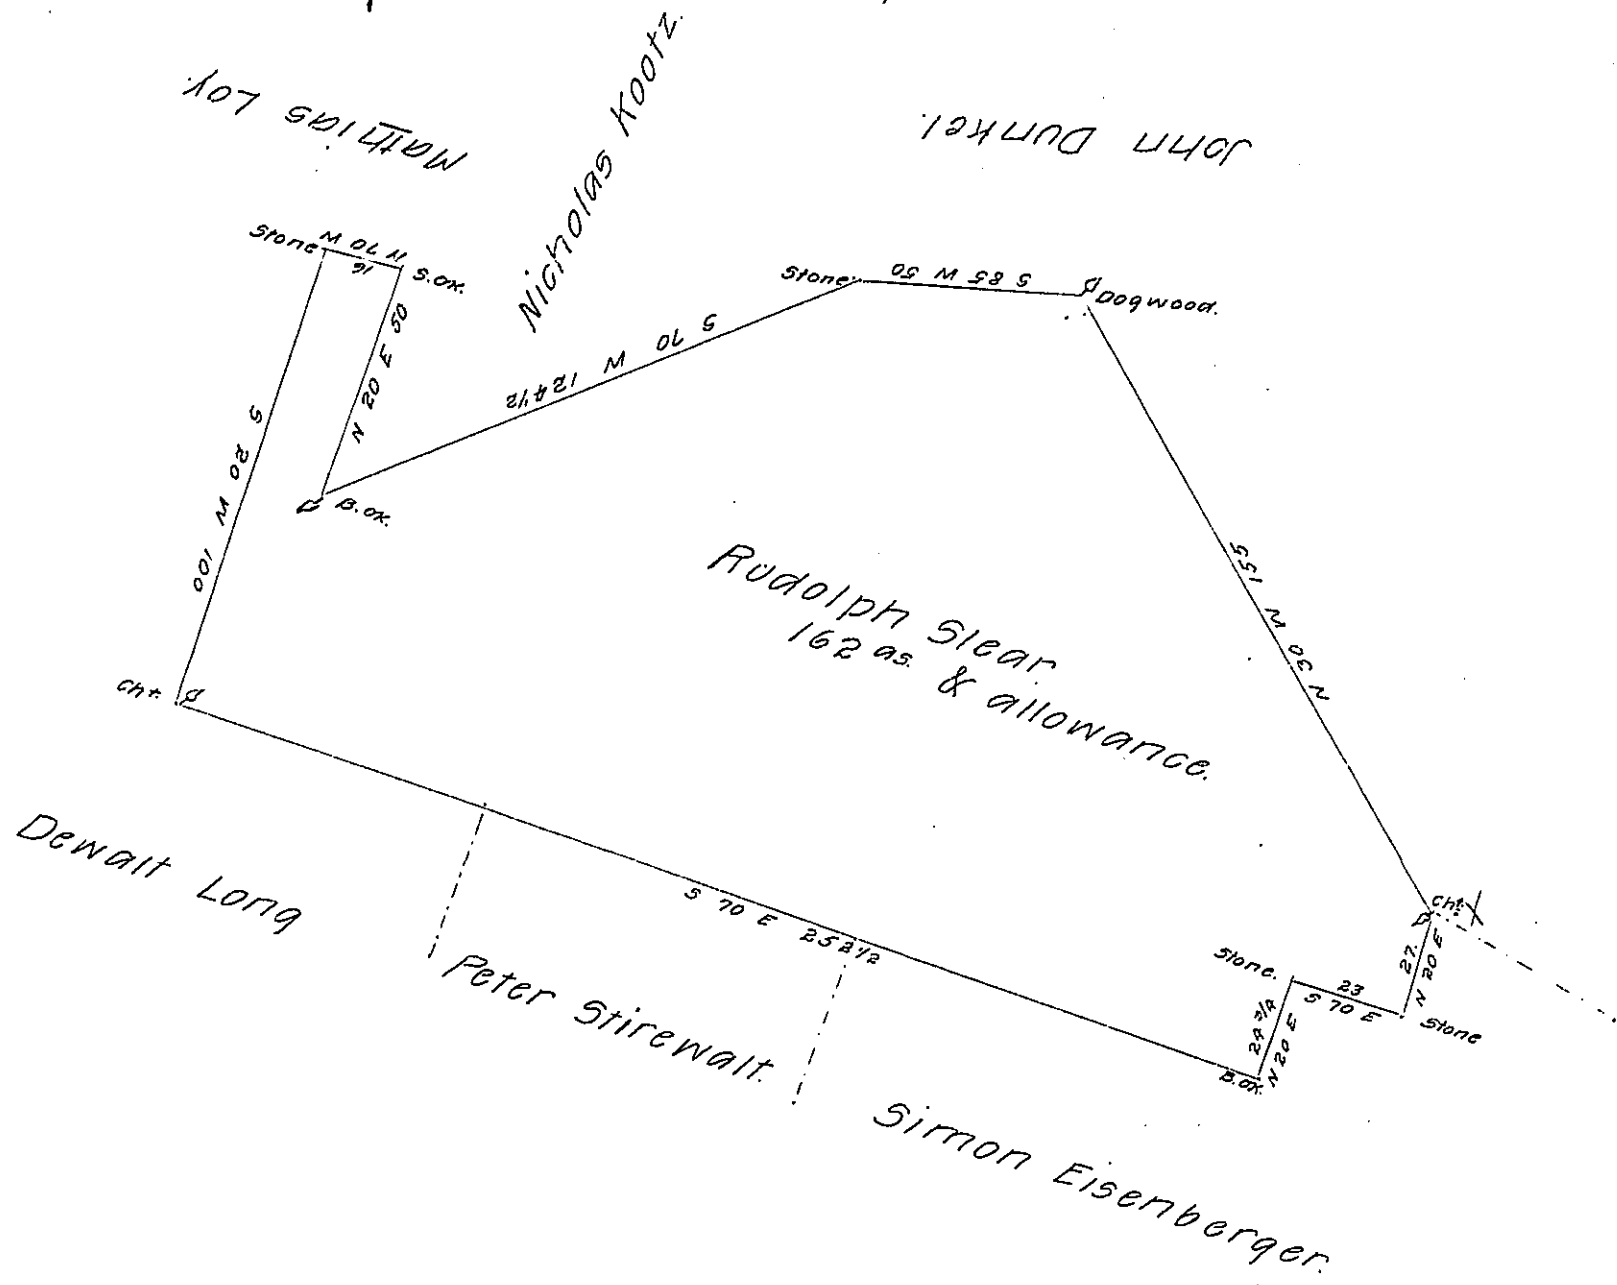 Mathias Loy.
Nicholas Kootz.
John Dunkel.
Stone
N 70 W
16
S.OK.
N 20 E 50
S 20 W 100
B.OK.
S 70 W 124 1/2
Stone.
S 85 W 50
Dogwood.
N 30 W 155
Rudolph Slear
162 as.
& allowance.
Cht.
Dewalt Long
S 70 E 252 1/2
Peter Stirewalt.
Simon Eisenberger.
B.OK.
24 3/4
N 20 E
Stone.
23
S 70 E
Stone
27.
N 20 E
Cht.